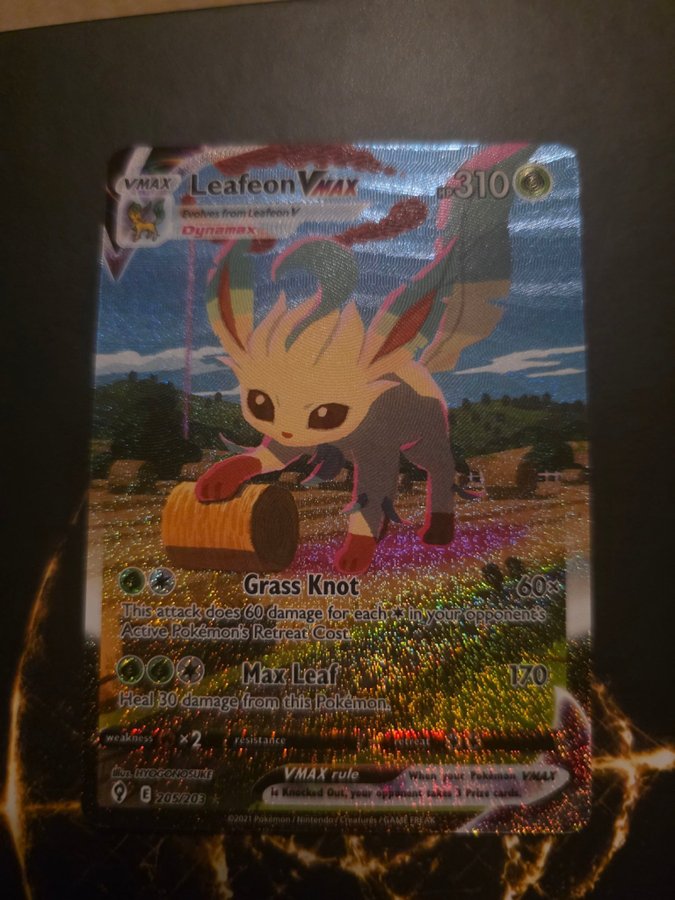 VMAX Leafeon VMAX HP 310
Evolves from Leafeon V
Dynamax
Grass Knot 60×
This attack does 60 damage for each in your opponent's
Active Pokémon's Retreat Cost.
Max Leaf 170
Heal 30 damage from this Pokémon.
weakness ×2 resistance retreat
illus. HYOGONOSUKE
VMAX rule When your Pokémon VMAX
is Knocked Out, your opponent takes 3 Prize cards.
E 205/203
©2021 Pokémon / Nintendo / Creatures / GAME FREAK